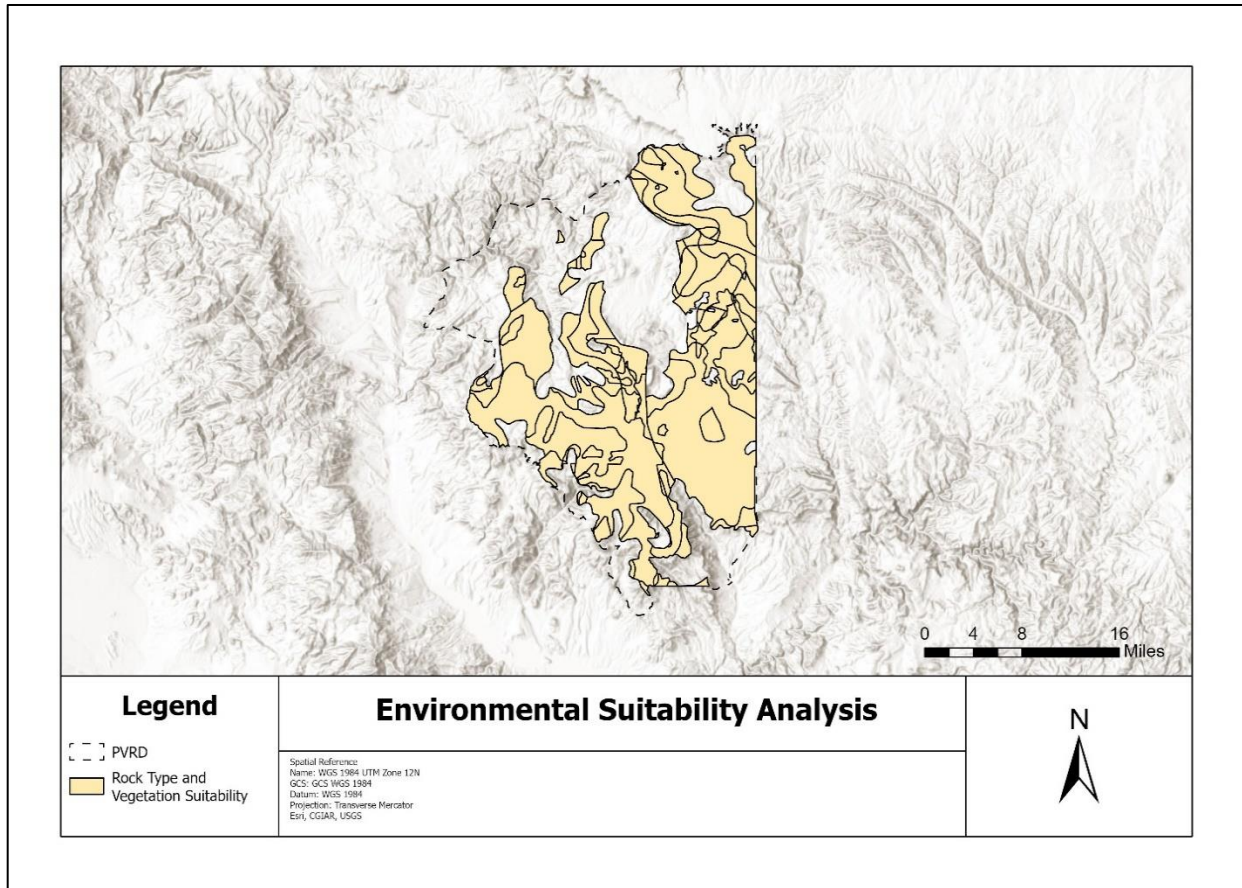 0 4 8 16
Miles
Legend
PVRD
Rock Type and
Vegetation Suitability
Environmental Suitability Analysis
Spatial Reference
Name: WGS 1984 UTM Zone 12N
GCS: GCS WGS 1984
Datum: WGS 1984
Projection: Transverse Mercator
Esri, CGIAR, USGS
N